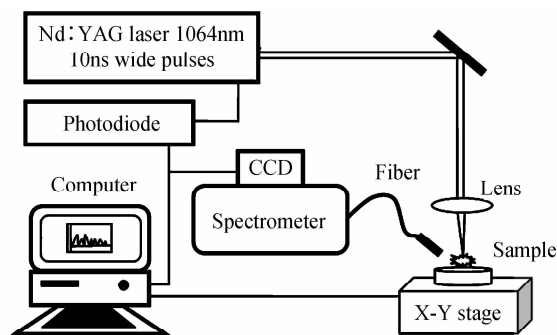 Nd:YAG laser 1064nm
10ns wide pulses
Photodiode
CCD
Computer
Fiber
Lens
Spectrometer
Sample
X-Y stage